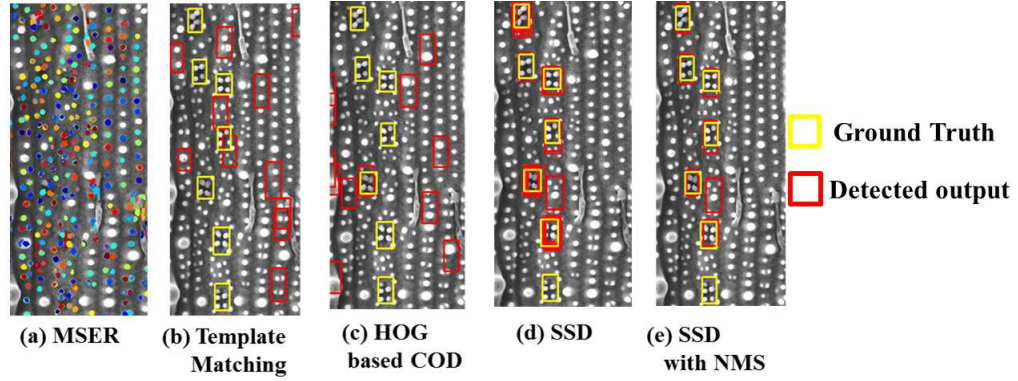 Ground Truth
Detected output
(a) MSER
(b) Template
Matching
(c) HOG
based COD
(d) SSD
(e) SSD
with NMS